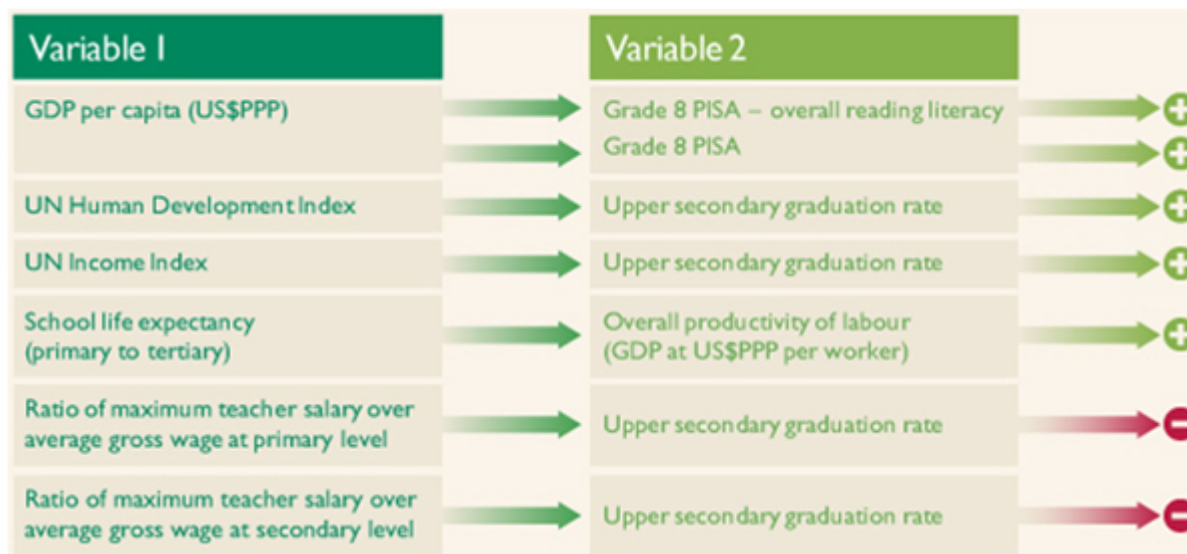 Variable 1
Variable 2
GDP per capita (US$PPP)
Grade 8 PISA – overall reading literacy
Grade 8 PISA
UN Human Development Index
Upper secondary graduation rate
UN Income Index
Upper secondary graduation rate
School life expectancy
(primary to tertiary)
Overall productivity of labour
(GDP at US$PPP per worker)
Ratio of maximum teacher salary over
average gross wage at primary level
Upper secondary graduation rate
Ratio of maximum teacher salary over
average gross wage at secondary level
Upper secondary graduation rate